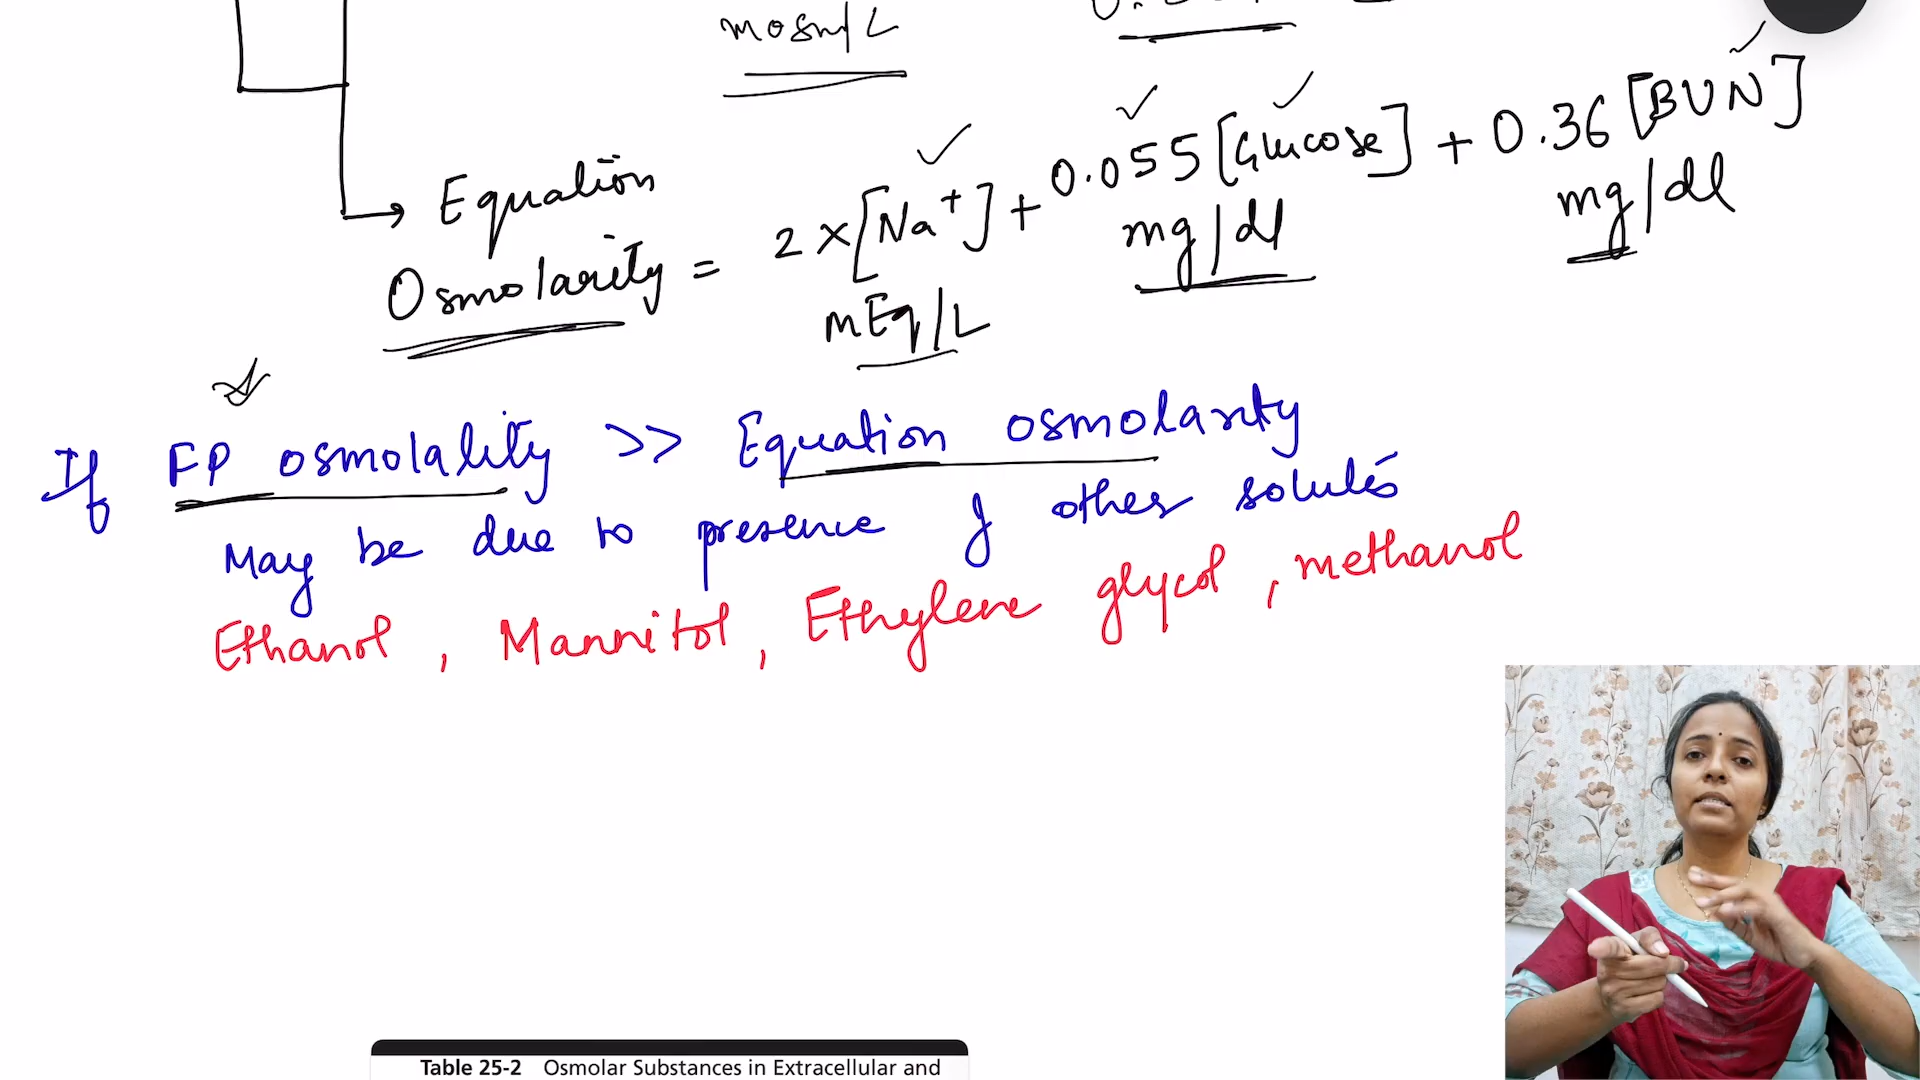 mosm/L
0.
→ Equation
Osmolarity = 2 × [Na+] + 0.055 [Glucose] + 0.36 [BUN]
mEq/L mg/dl mg/dl
If FP osmolality >> Equation osmolarity
May be due to presence of other solutes
Ethanol, Mannitol, Ethylene glycol, methanol
Table 25-2 Osmolar Substances in Extracellular and